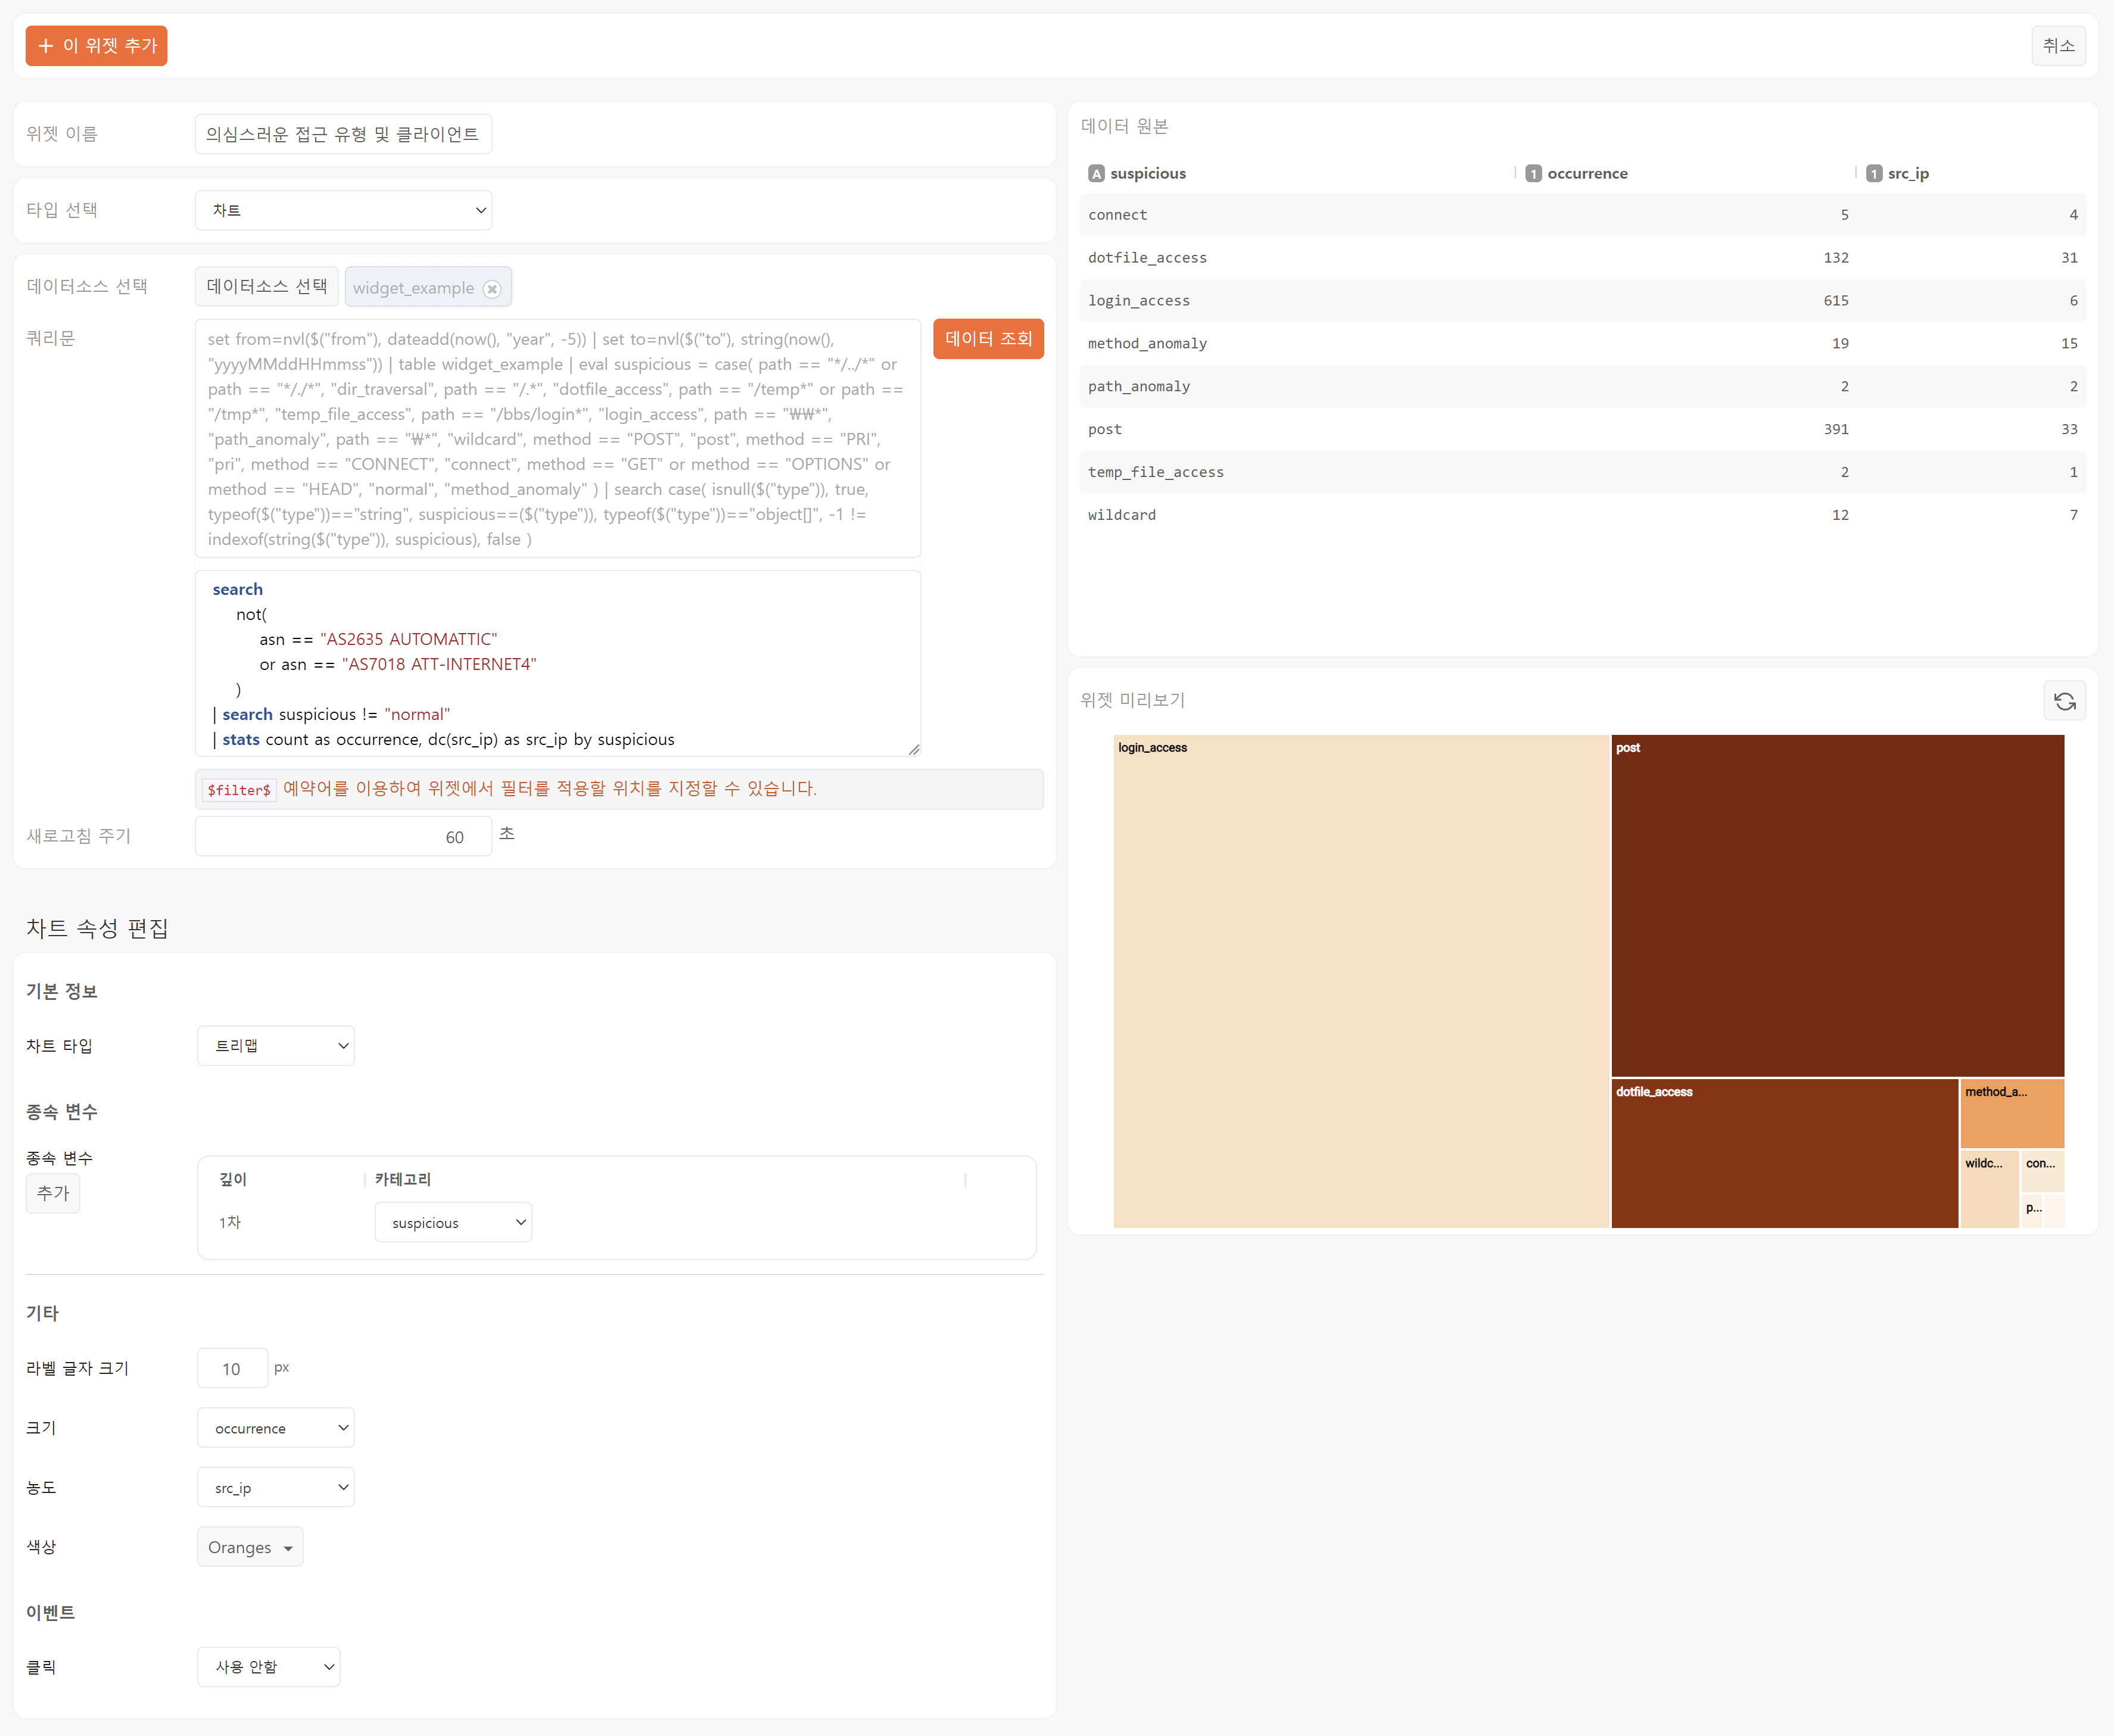 이 위젯 추가
취소
위젯 이름
의심스러운 접근 유형 및 클라이언트
타입 선택
차트
데이터소스 선택
데이터소스 선택
widget_example
쿼리문
set from=nvl($("from"), dateadd(now(), "year", -5)) | set to=nvl($("to"), string(now(),
"yyyyMMddHHmmss")) | table widget_example | eval suspicious = case( path == "*/../*" or
path == "*/./*", "dir_traversal", path == "/.*", "dotfile_access", path == "/temp*" or path ==
"/tmp*", "temp_file_access", path == "/bbs/login*", "login_access", path == "₩₩*",
"path_anomaly", path == "₩*", "wildcard", method == "POST", "post", method == "PRI",
"pri", method == "CONNECT", "connect", method == "GET" or method == "OPTIONS" or
method == "HEAD", "normal", "method_anomaly" ) | search case( isnull($("type")), true,
typeof($("type"))=="string", suspicious==($("type")), typeof($("type"))=="object[]", -1 !=
indexof(string($("type")), suspicious), false )
데이터 조회
search
not(
asn == "AS2635 AUTOMATTIC"
or asn == "AS7018 ATT-INTERNET4"
)
| search suspicious != "normal"
| stats count as occurrence, dc(src_ip) as src_ip by suspicious
$filter$ 예약어를 이용하여 위젯에서 필터를 적용할 위치를 지정할 수 있습니다.
새로고침 주기
60 초
차트 속성 편집
기본 정보
차트 타입
트리맵
종속 변수
종속 변수
추가
깊이 카테고리
1차 suspicious
기타
라벨 글자 크기
10 px
크기
occurrence
농도
src_ip
색상
Oranges
이벤트
클릭
사용 안함
데이터 원본
A suspicious 1 occurrence 1 src_ip
connect 5 4
dotfile_access 132 31
login_access 615 6
method_anomaly 19 15
path_anomaly 2 2
post 391 33
temp_file_access 2 1
wildcard 12 7
위젯 미리보기
login_access
post
dotfile_access
method_a...
wildc...
con...
p...